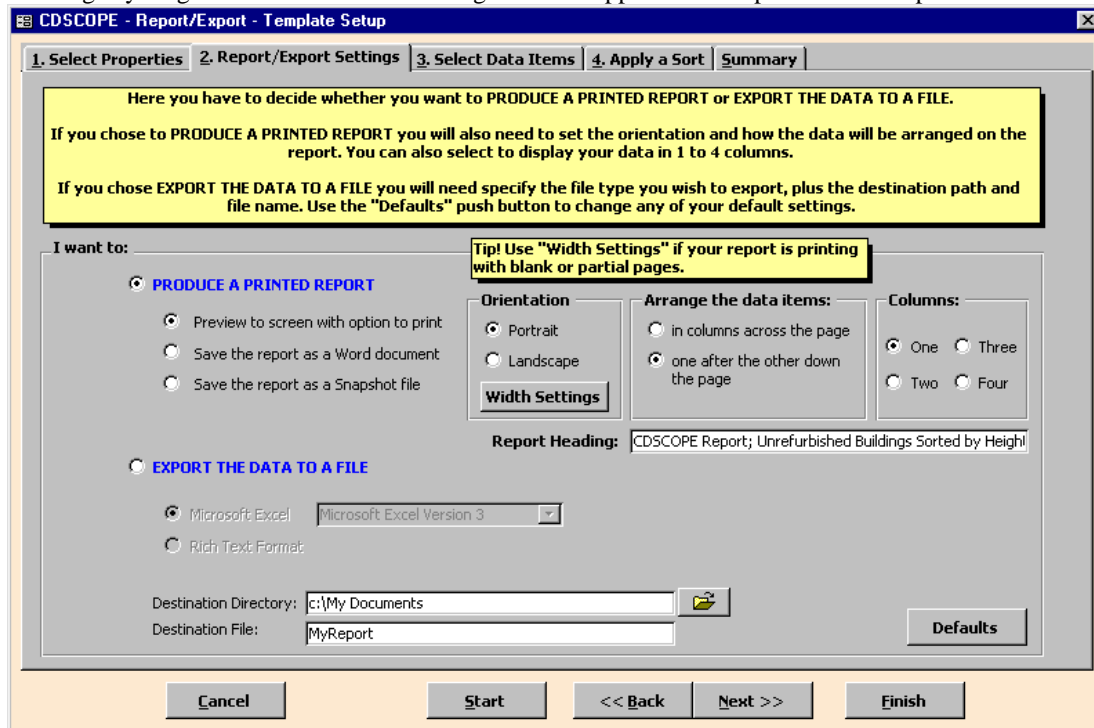 CDSCOPE - Report/Export - Template Setup
1. Select Properties 2. Report/Export Settings 3. Select Data Items 4. Apply a Sort Summary
Here you have to decide whether you want to PRODUCE A PRINTED REPORT or EXPORT THE DATA TO A FILE.
If you chose to PRODUCE A PRINTED REPORT you will also need to set the orientation and how the data will be arranged on the
report. You can also select to display your data in 1 to 4 columns.
If you chose EXPORT THE DATA TO A FILE you will need specify the file type you wish to export, plus the destination path and
file name. Use the "Defaults" push button to change any of your default settings.
I want to:
Tip! Use "Width Settings" if your report is printing
with blank or partial pages.
PRODUCE A PRINTED REPORT
Preview to screen with option to print
Save the report as a Word document
Save the report as a Snapshot file
Orientation
Portrait
Landscape
Width Settings
Arrange the data items:
in columns across the page
one after the other down
the page
Columns:
One Three
Two Four
Report Heading: CDSCOPE Report; Unrefurbished Buildings Sorted by Heigh
EXPORT THE DATA TO A FILE
Microsoft Excel Microsoft Excel Version 3
Rich Text Format
Destination Directory: c:\My Documents
Destination File: MyReport
Defaults
Cancel Start << Back Next >> Finish